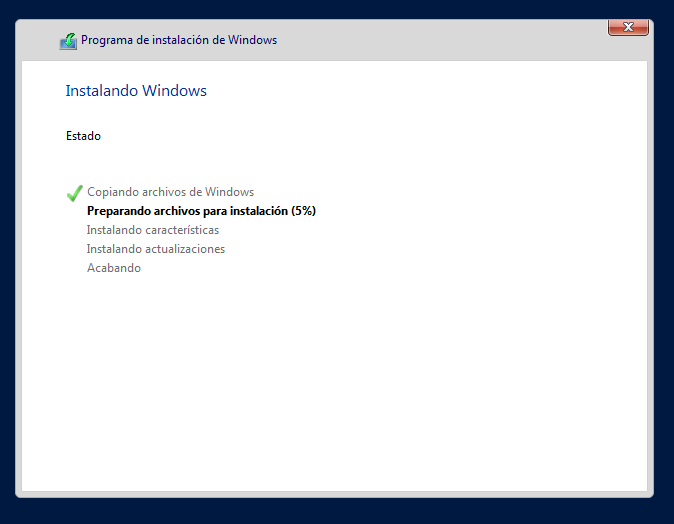 Programa de instalación de Windows
Instalando Windows
Estado
Copiando archivos de Windows
Preparando archivos para instalación (5%)
Instalando características
Instalando actualizaciones
Acabando